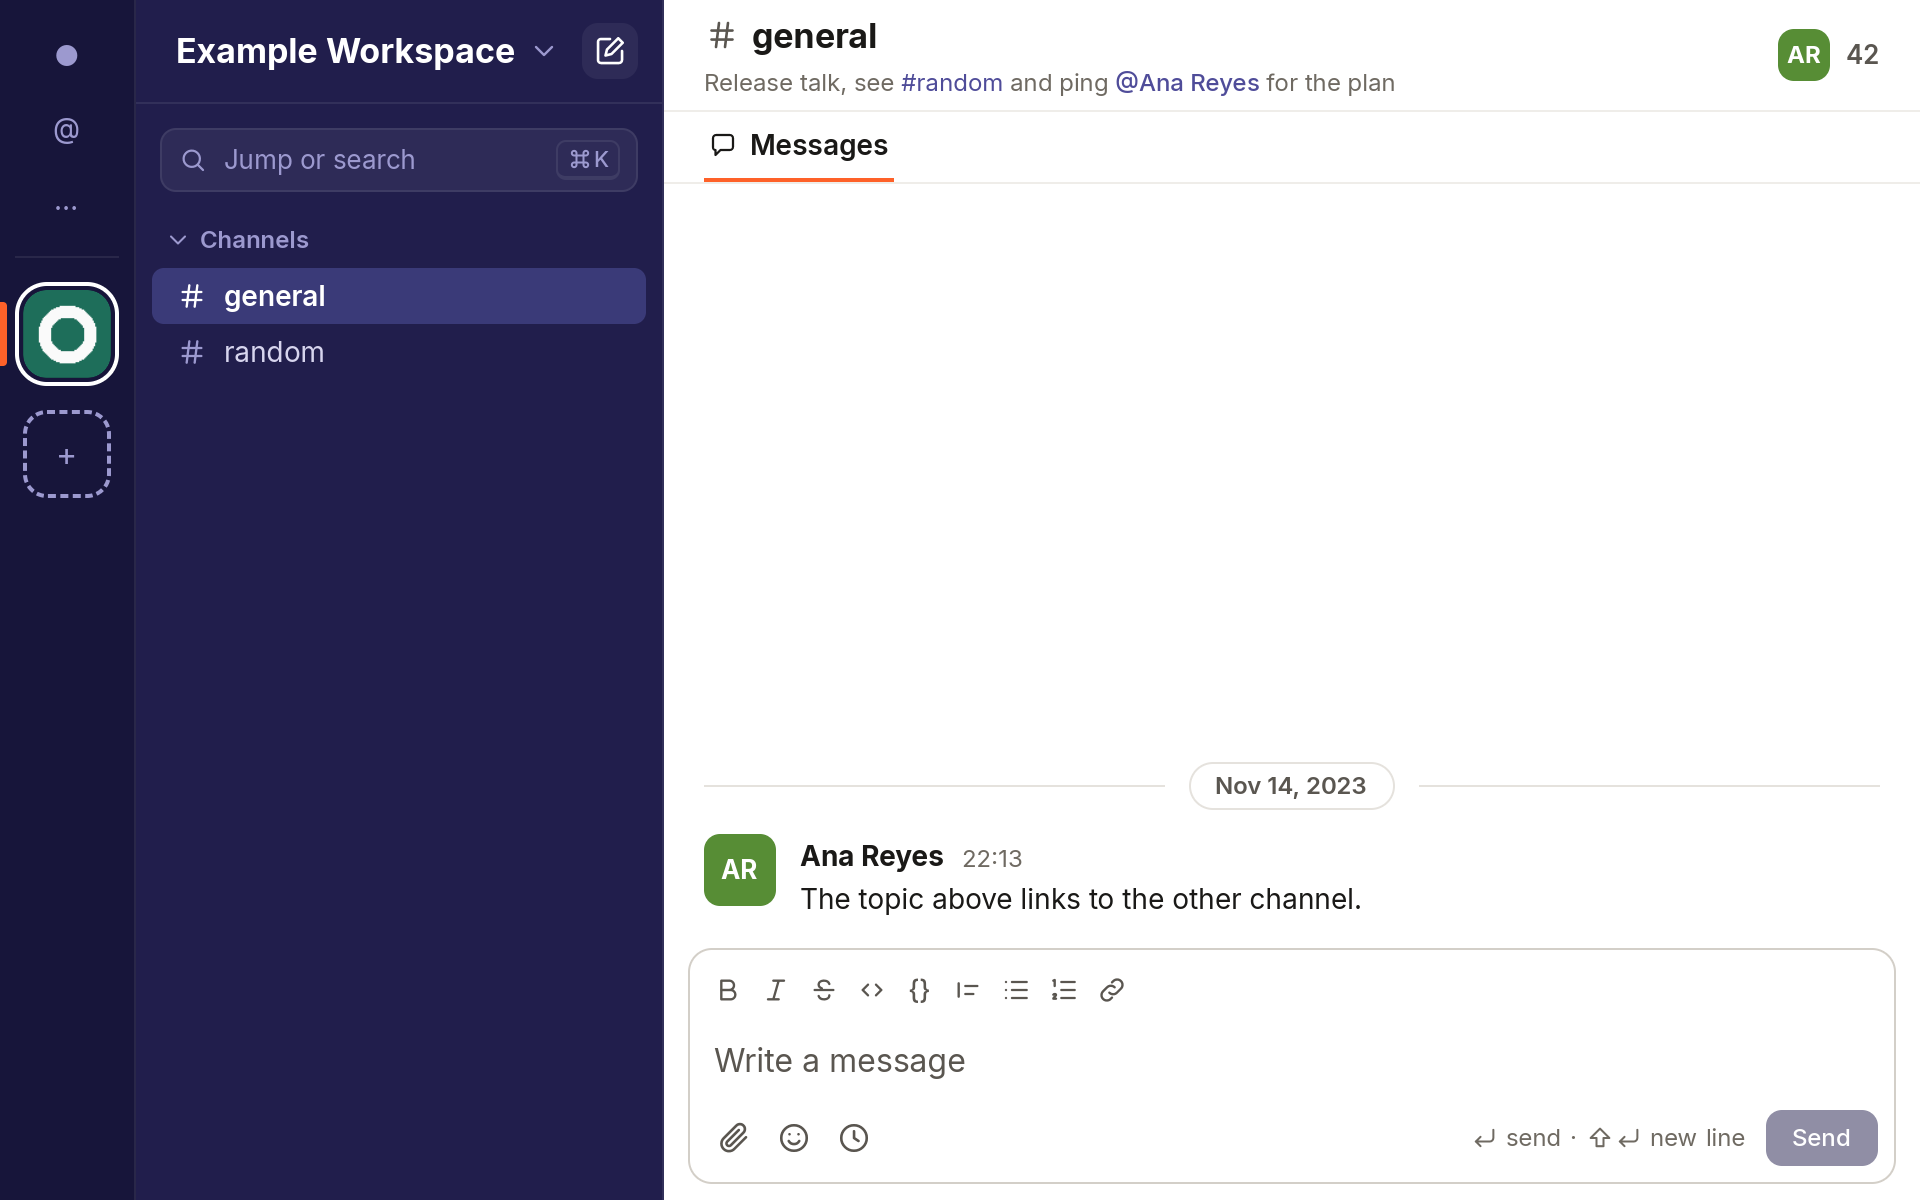 @
...
+
Example Workspace
Jump or search ⌘K
Channels
# general
# random
# general
Release talk, see #random and ping @Ana Reyes for the plan
AR 42
Messages
Nov 14, 2023
AR
Ana Reyes 22:13
The topic above links to the other channel.
Write a message
send · new line
Send